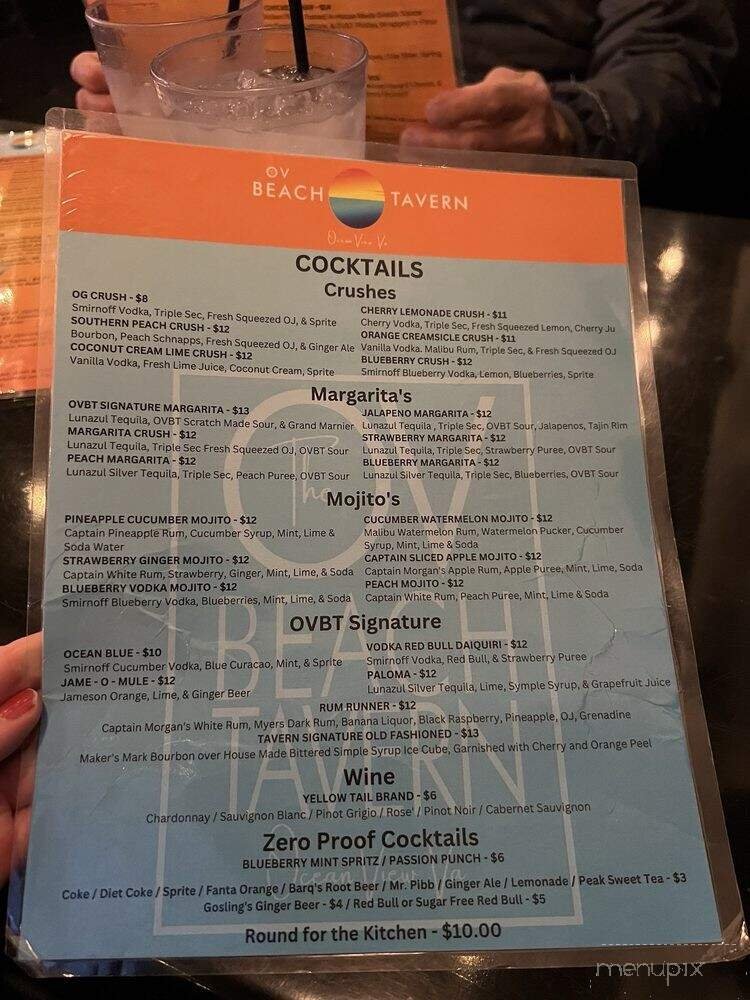 OV
BEACH TAVERN
Ocean View Va
COCKTAILS
Crushes
OG CRUSH - $8
Smirnoff Vodka, Triple Sec, Fresh Squeezed OJ, & Sprite
SOUTHERN PEACH CRUSH - $12
Bourbon, Peach Schnapps, Fresh Squeezed OJ, & Ginger Ale
COCONUT CREAM LIME CRUSH - $12
Vanilla Vodka, Fresh Lime Juice, Coconut Cream, Sprite
CHERRY LEMONADE CRUSH - $11
Cherry Vodka, Triple Sec, Fresh Squeezed Lemon, Cherry Ju
ORANGE CREAMSICLE CRUSH - $11
Vanilla Vodka. Malibu Rum, Triple Sec, & Fresh Squeezed OJ
BLUEBERRY CRUSH - $12
Smirnoff Blueberry Vodka, Lemon, Blueberries, Sprite
Margarita's
OVBT SIGNATURE MARGARITA - $13
Lunazul Tequila, OVBT Scratch Made Sour, & Grand Marnier
MARGARITA CRUSH - $12
Lunazul Tequila, Triple Sec Fresh Squeezed OJ, OVBT Sour
PEACH MARGARITA - $12
Lunazul Silver Tequila, Triple Sec, Peach Puree, OVBT Sour
JALAPENO MARGARITA - $12
Lunazul Tequila , Triple Sec, OVBT Sour, Jalapenos, Tajin Rim
STRAWBERRY MARGARITA - $12
Lunazul Tequila, Triple Sec, Strawberry Puree, OVBT Sour
BLUEBERRY MARGARITA - $12
Lunazul Silver Tequila, Triple Sec, Blueberries, OVBT Sour
Mojito's
PINEAPPLE CUCUMBER MOJITO - $12
Captain Pineapple Rum, Cucumber Syrup, Mint, Lime &
Soda Water
STRAWBERRY GINGER MOJITO - $12
Captain White Rum, Strawberry, Ginger, Mint, Lime, & Soda
BLUEBERRY VODKA MOJITO - $12
Smirnoff Blueberry Vodka, Blueberries, Mint, Lime, & Soda
CUCUMBER WATERMELON MOJITO - $12
Malibu Watermelon Rum, Watermelon Pucker, Cucumber
Syrup, Mint, Lime & Soda
CAPTAIN SLICED APPLE MOJITO - $12
Captain Morgan's Apple Rum, Apple Puree, Mint, Lime, Soda
PEACH MOJITO - $12
Captain White Rum, Peach Puree, Mint, Lime & Soda
OVBT Signature
OCEAN BLUE - $10
Smirnoff Cucumber Vodka, Blue Curacao, Mint, & Sprite
JAME - O - MULE - $12
Jameson Orange, Lime, & Ginger Beer
VODKA RED BULL DAIQUIRI - $12
Smirnoff Vodka, Red Bull, & Strawberry Puree
PALOMA - $12
Lunazul Silver Tequila, Lime, Symple Syrup, & Grapefruit Juice
RUM RUNNER - $12
Captain Morgan's White Rum, Myers Dark Rum, Banana Liquor, Black Raspberry, Pineapple, OJ, Grenadine
TAVERN SIGNATURE OLD FASHIONED - $13
Maker's Mark Bourbon over House Made Bittered Simple Syrup Ice Cube, Garnished with Cherry and Orange Peel
Wine
YELLOW TAIL BRAND - $6
Chardonnay / Sauvignon Blanc / Pinot Grigio / Rose' / Pinot Noir / Cabernet Sauvignon
Zero Proof Cocktails
BLUEBERRY MINT SPRITZ / PASSION PUNCH - $6
Coke / Diet Coke / Sprite / Fanta Orange / Barq's Root Beer / Mr. Pibb / Ginger Ale / Lemonade / Peak Sweet Tea - $3
Gosling's Ginger Beer - $4 / Red Bull or Sugar Free Red Bull - $5
Round for the Kitchen - $10.00
The
OV
BEACH
TAVERN
Ocean View Va
menupix